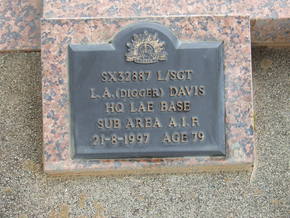 SX32887 L/SGT
L.A.(DIGGER) DAVIS
HQ LAE BASE
SUB AREA A.I.F.
21-8-1997 AGE 79